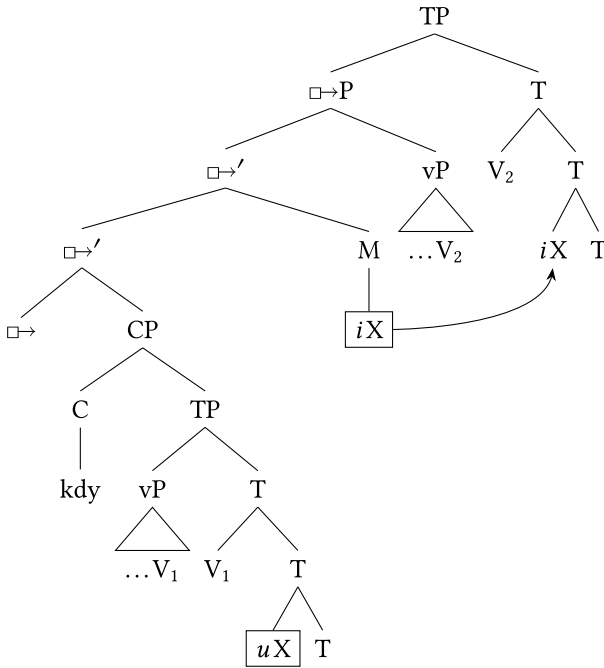 TP
□→P T
□→′ vP V₂ T
□→′ M …V₂ iX T
□→ CP iX
C TP
kdy vP T
…V₁ V₁ T
uX T